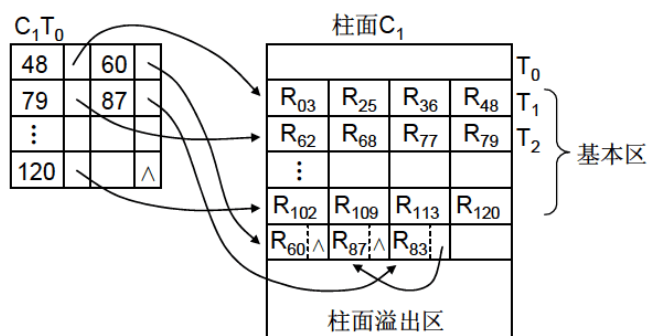 C₁T₀
48 60
79 87
⋮
120 ∧
柱面C₁
T₀
R₀₃ R₂₅ R₃₆ R₄₈ T₁
R₆₂ R₆₈ R₇₇ R₇₉ T₂
⋮
R₁₀₂ R₁₀₉ R₁₁₃ R₁₂₀
R₆₀ ∧ R₈₇ ∧ R₈₃
柱面溢出区
基本区